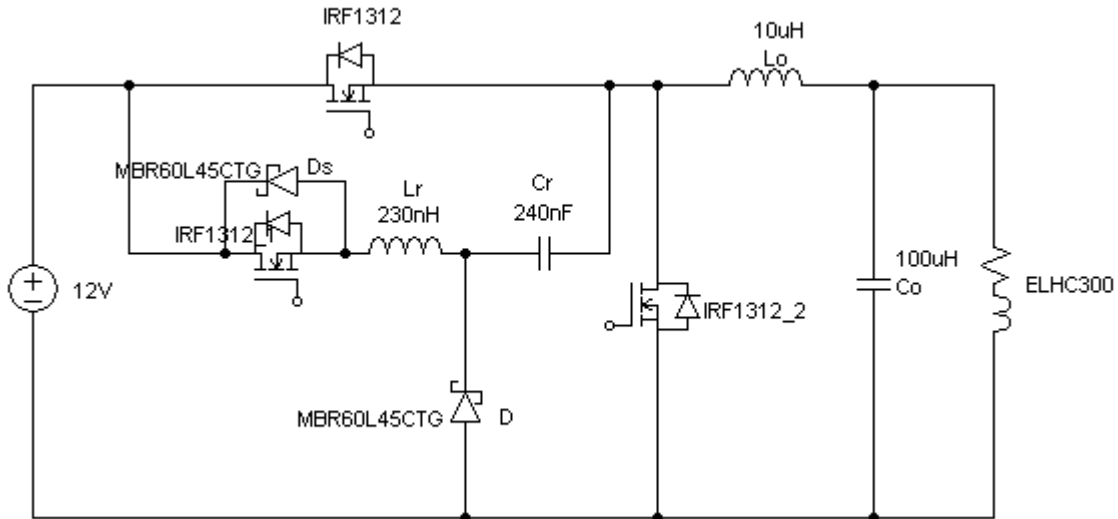 IRF1312
10uH
Lo
MBR60L45CTG
Ds
Lr
230nH
Cr
240nF
IRF1312
12V
100uH
Co
ELHC300
IRF1312_2
MBR60L45CTG
D